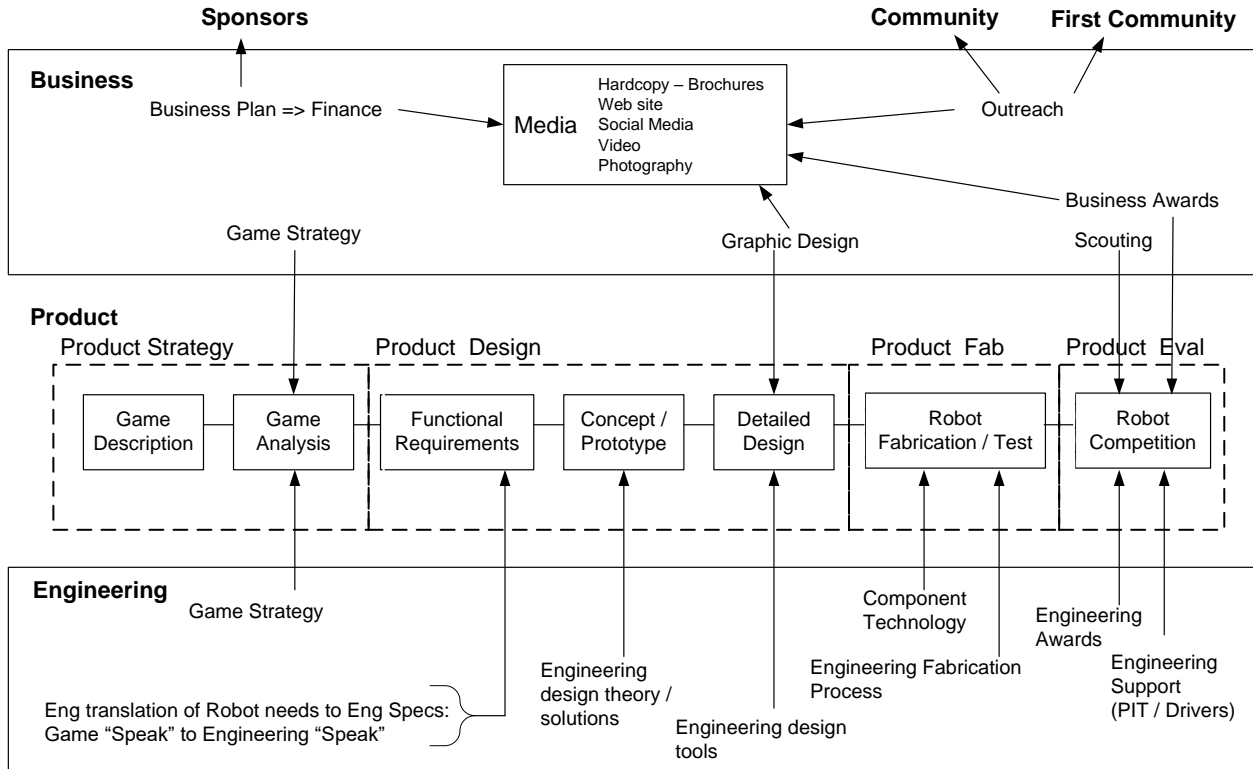 Sponsors
Community
First Community
Business
Business Plan => Finance
Media
Hardcopy – Brochures
Web site
Social Media
Video
Photography
Outreach
Business Awards
Game Strategy
Graphic Design
Scouting
Product
Product Strategy
Product Design
Product Fab
Product Eval
Game
Description
Game
Analysis
Functional
Requirements
Concept /
Prototype
Detailed
Design
Robot
Fabrication / Test
Robot
Competition
Engineering
Game Strategy
Eng translation of Robot needs to Eng Specs:
Game “Speak” to Engineering “Speak”
Engineering
design theory /
solutions
Engineering design
tools
Component
Technology
Engineering Fabrication
Process
Engineering
Awards
Engineering
Support
(PIT / Drivers)